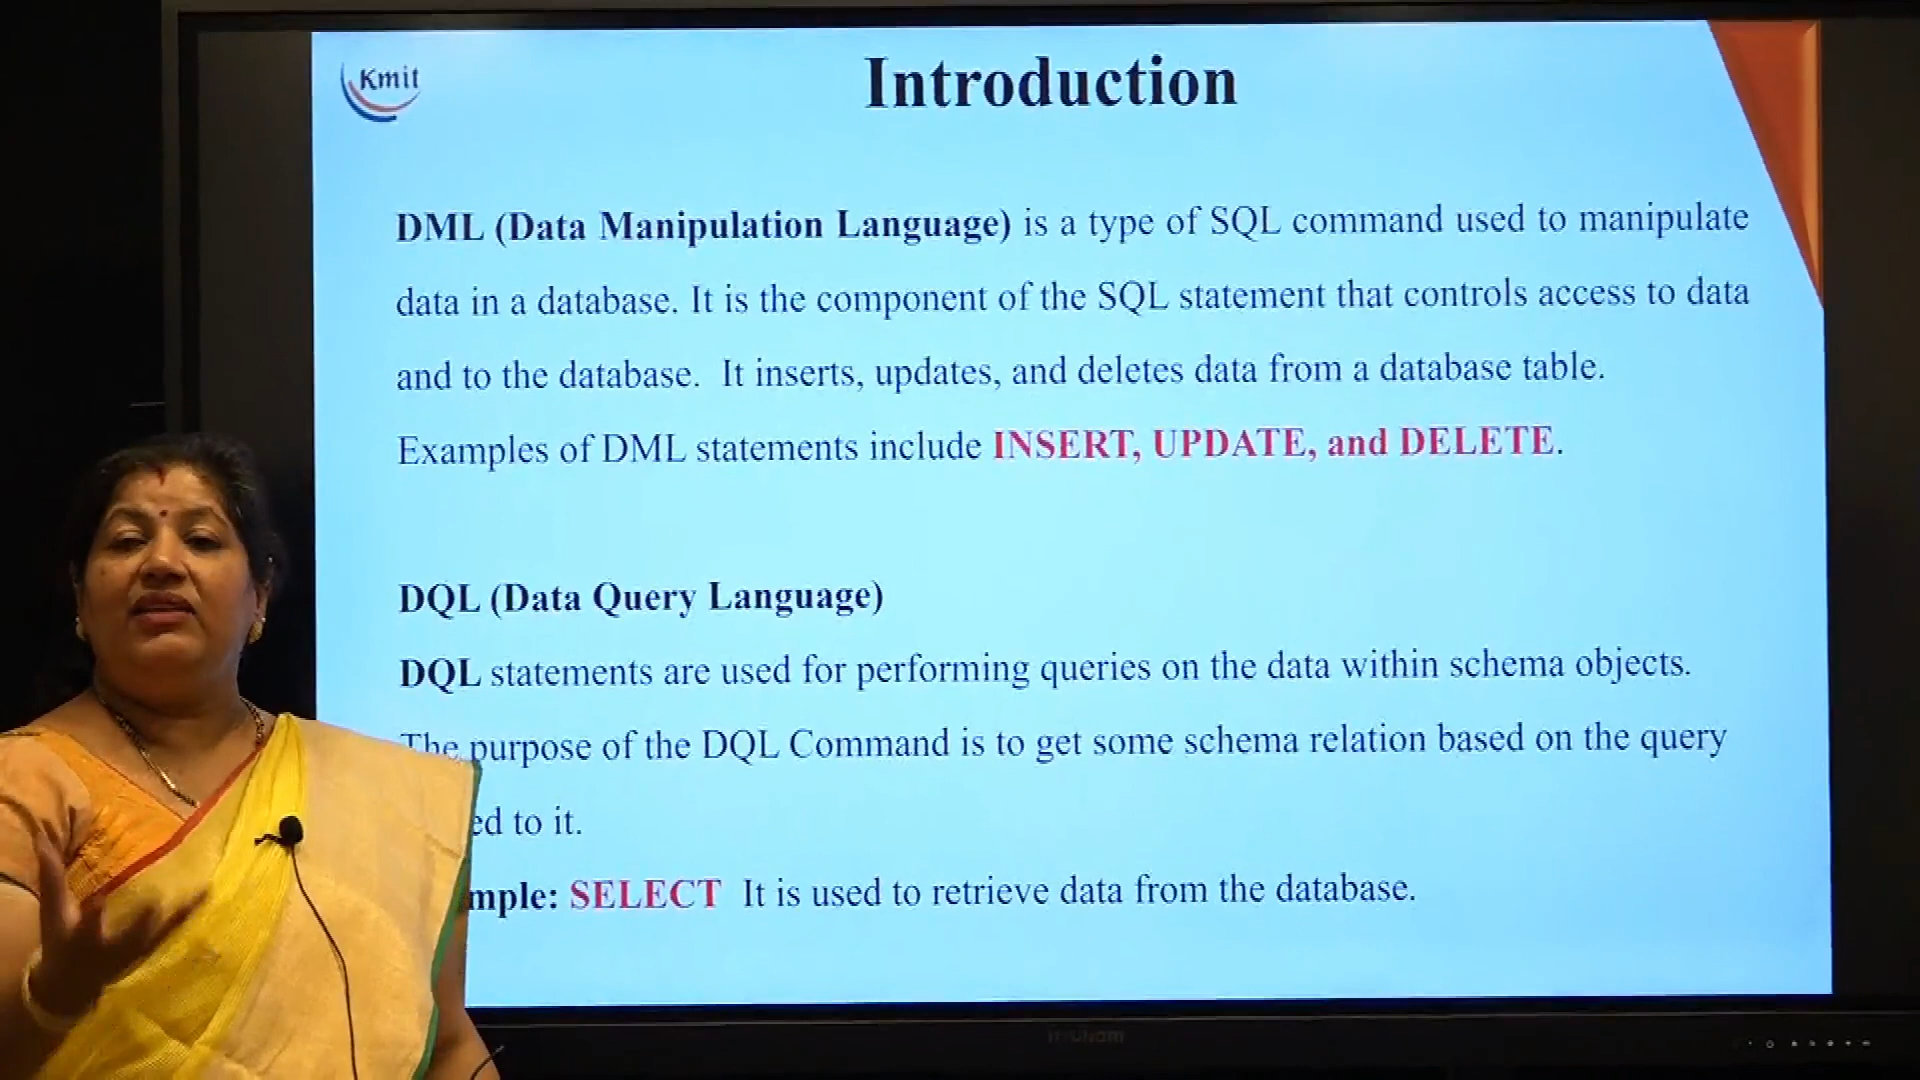 Kmit
Introduction
DML (Data Manipulation Language) is a type of SQL command used to manipulate
data in a database. It is the component of the SQL statement that controls access to data
and to the database. It inserts, updates, and deletes data from a database table.
Examples of DML statements include INSERT, UPDATE, and DELETE.
DQL (Data Query Language)
DQL statements are used for performing queries on the data within schema objects.
The purpose of the DQL Command is to get some schema relation based on the query
ed to it.
mple: SELECT It is used to retrieve data from the database.